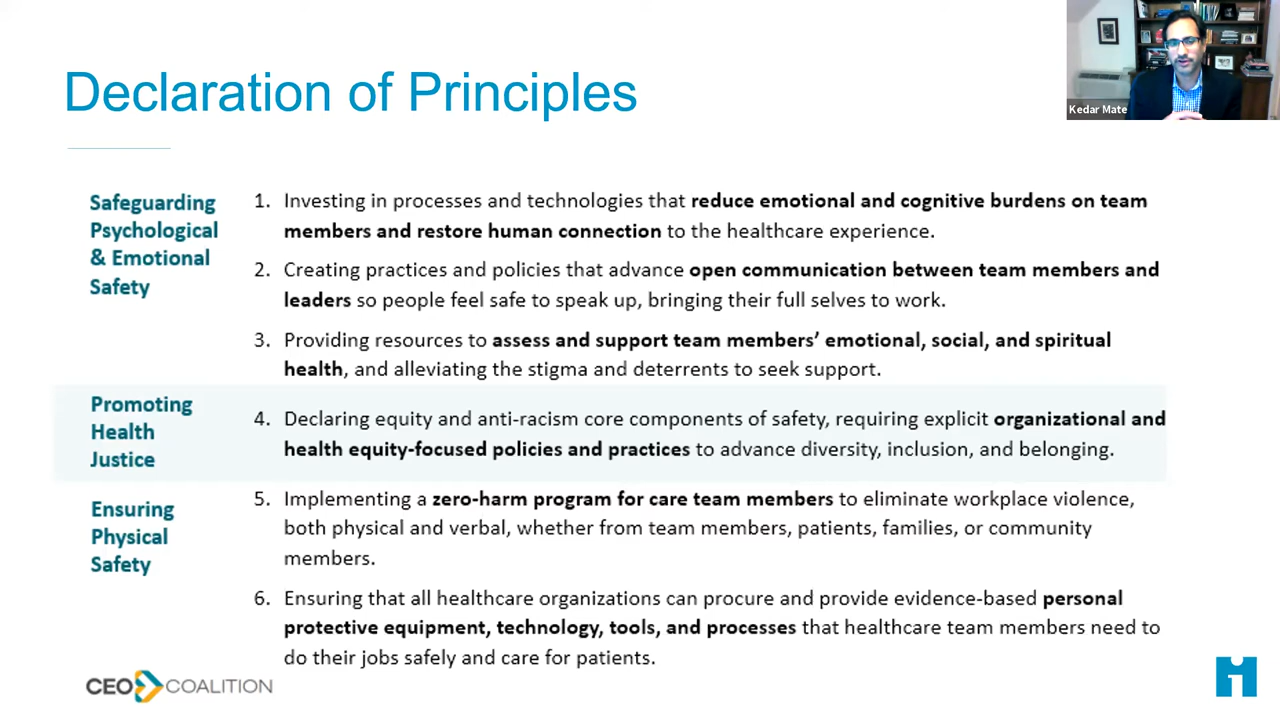 Declaration of Principles
Kedar Mate
Safeguarding
Psychological
& Emotional
Safety
1. Investing in processes and technologies that reduce emotional and cognitive burdens on team
members and restore human connection to the healthcare experience.
2. Creating practices and policies that advance open communication between team members and
leaders so people feel safe to speak up, bringing their full selves to work.
3. Providing resources to assess and support team members’ emotional, social, and spiritual
health, and alleviating the stigma and deterrents to seek support.
Promoting
Health
Justice
4. Declaring equity and anti-racism core components of safety, requiring explicit organizational and
health equity-focused policies and practices to advance diversity, inclusion, and belonging.
Ensuring
Physical
Safety
5. Implementing a zero-harm program for care team members to eliminate workplace violence,
both physical and verbal, whether from team members, patients, families, or community
members.
6. Ensuring that all healthcare organizations can procure and provide evidence-based personal
protective equipment, technology, tools, and processes that healthcare team members need to
do their jobs safely and care for patients.
CEO COALITION